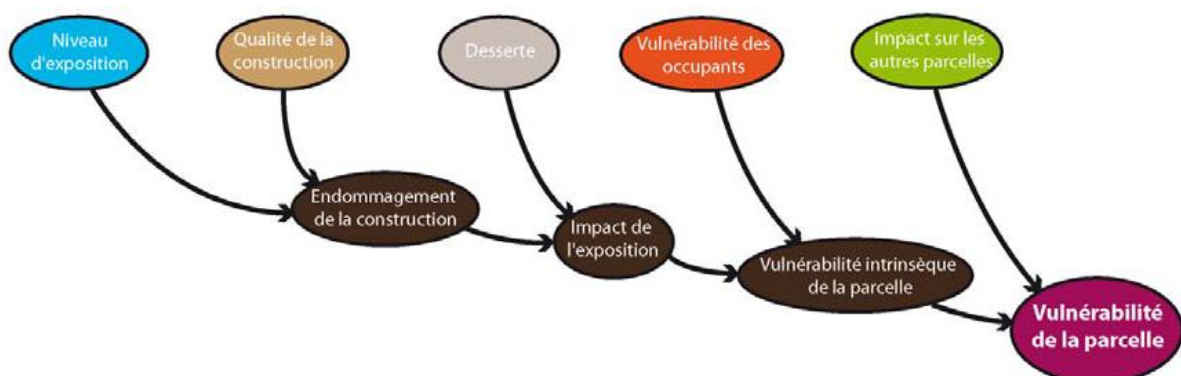 Niveau
d'exposition
Qualité de la
construction
Desserte
Vulnérabilité des
occupants
Impact sur les
autres parcelles
Endommagement
de la construction
Impact de
l'exposition
Vulnérabilité intrinsèque
de la parcelle
Vulnérabilité
de la parcelle